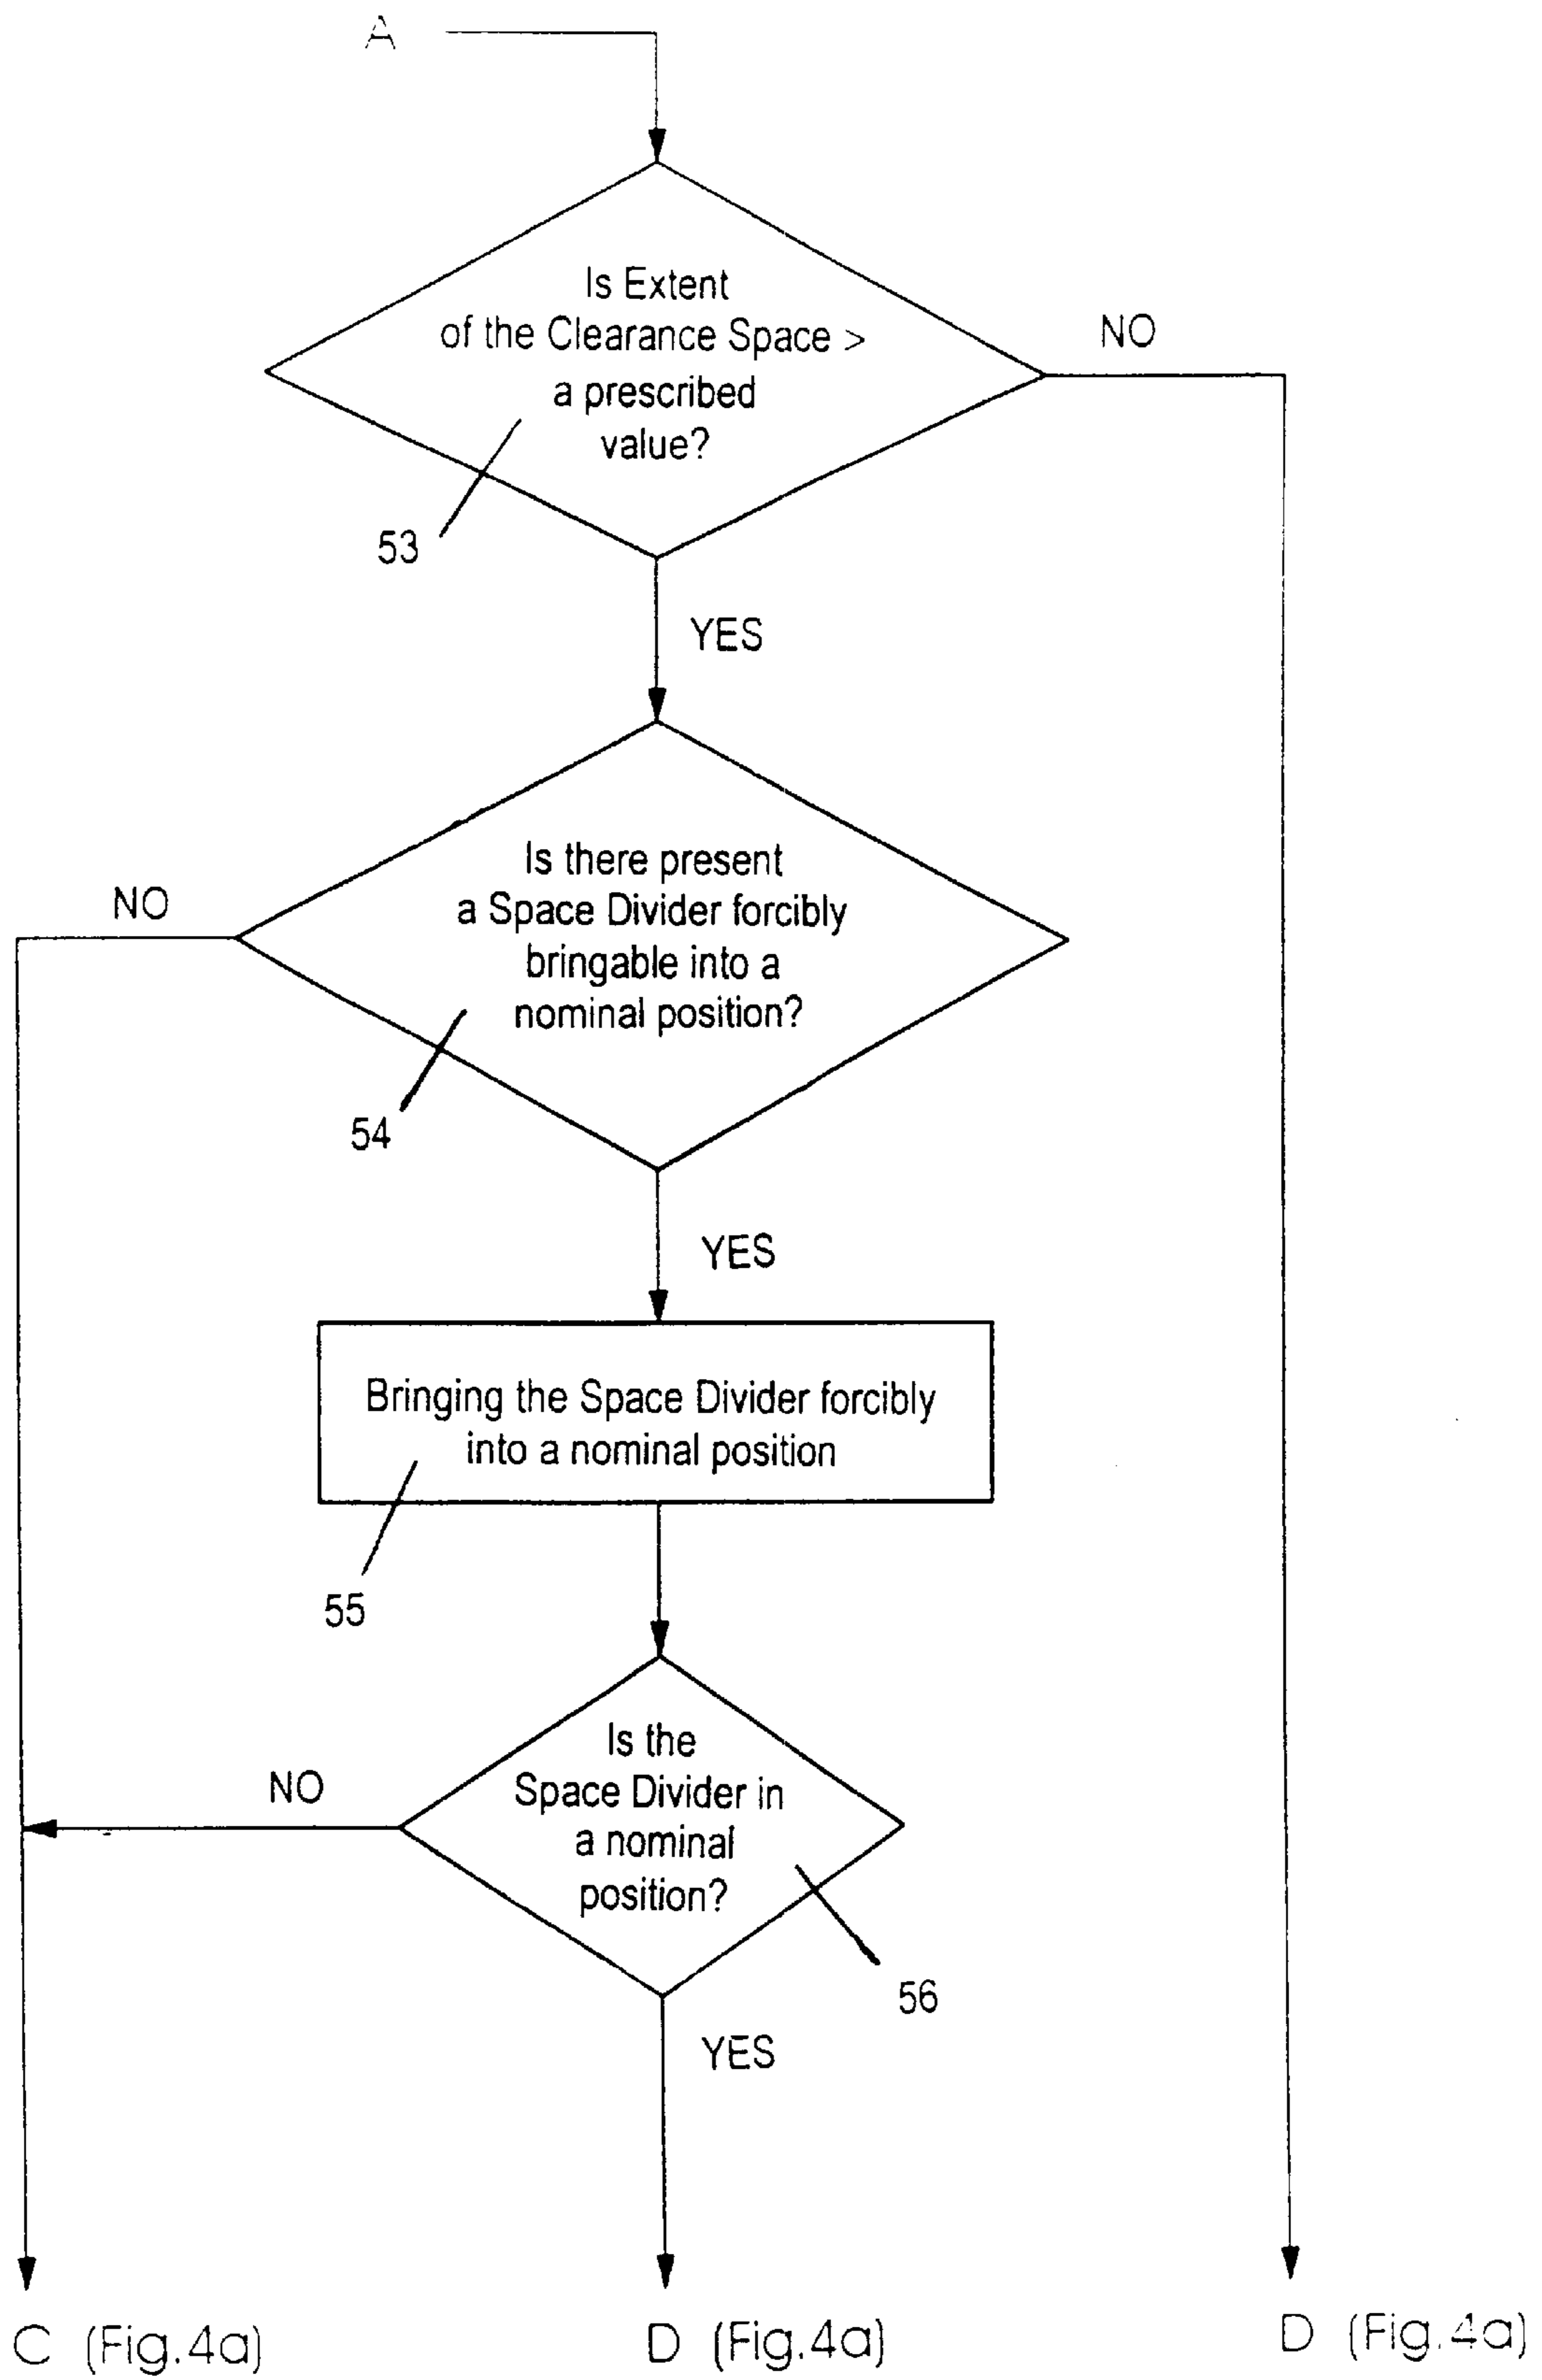 A
Is Extent
of the Clearance Space >
a prescribed
value?
NO
53
YES
Is there present
a Space Divider forcibly
bringable into a
nominal position?
NO
54
YES
Bringing the Space Divider forcibly
into a nominal position
55
Is the
Space Divider in
a nominal
position?
NO
56
YES
C (Fig.4a)
D (Fig.4a)
D (Fig.4a)